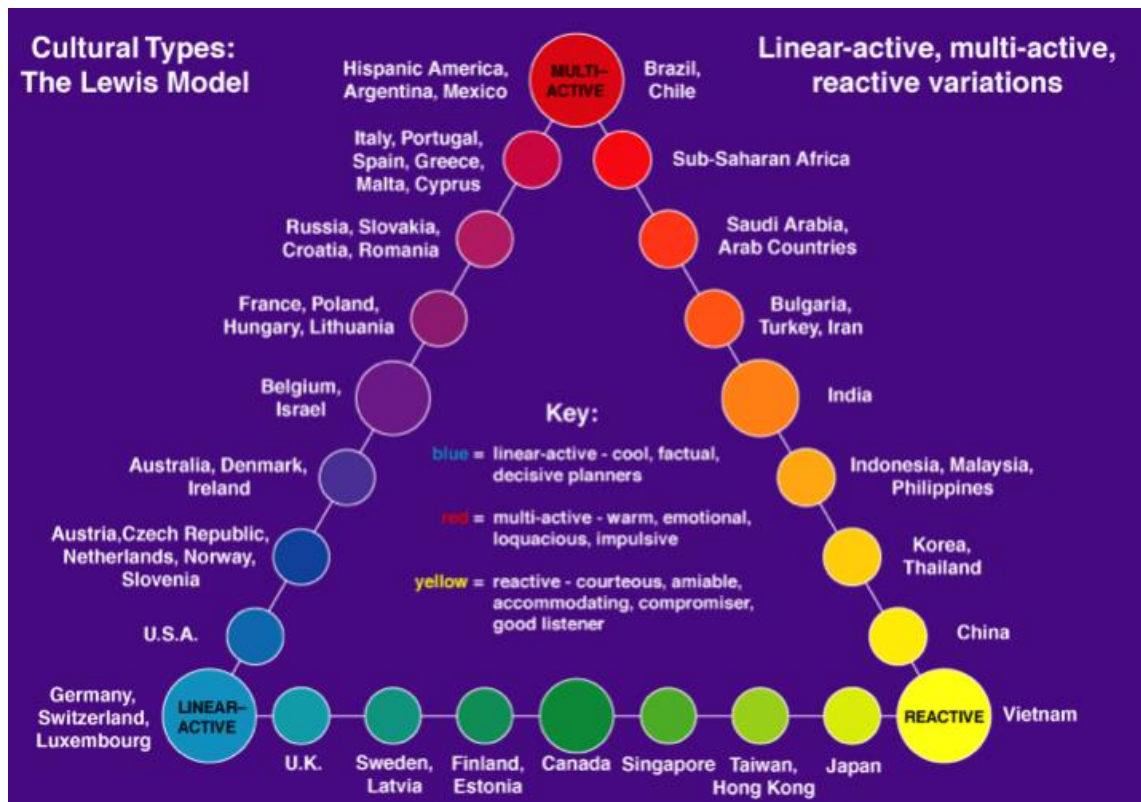 Cultural Types:
The Lewis Model
Linear-active, multi-active,
reactive variations
MULTI-
ACTIVE
Hispanic America,
Argentina, Mexico
Brazil,
Chile
Italy, Portugal,
Spain, Greece,
Malta, Cyprus
Sub-Saharan Africa
Russia, Slovakia,
Croatia, Romania
Saudi Arabia,
Arab Countries
France, Poland,
Hungary, Lithuania
Bulgaria,
Turkey, Iran
Belgium,
Israel
India
Key:
blue = linear-active - cool, factual,
decisive planners
red = multi-active - warm, emotional,
loquacious, impulsive
yellow = reactive - courteous, amiable,
accommodating, compromiser,
good listener
Australia, Denmark,
Ireland
Indonesia, Malaysia,
Philippines
Austria,Czech Republic,
Netherlands, Norway,
Slovenia
Korea,
Thailand
U.S.A.
China
Germany,
Switzerland,
Luxembourg
LINEAR-
ACTIVE
REACTIVE
Vietnam
U.K.
Sweden,
Latvia
Finland,
Estonia
Canada
Singapore
Taiwan,
Hong Kong
Japan